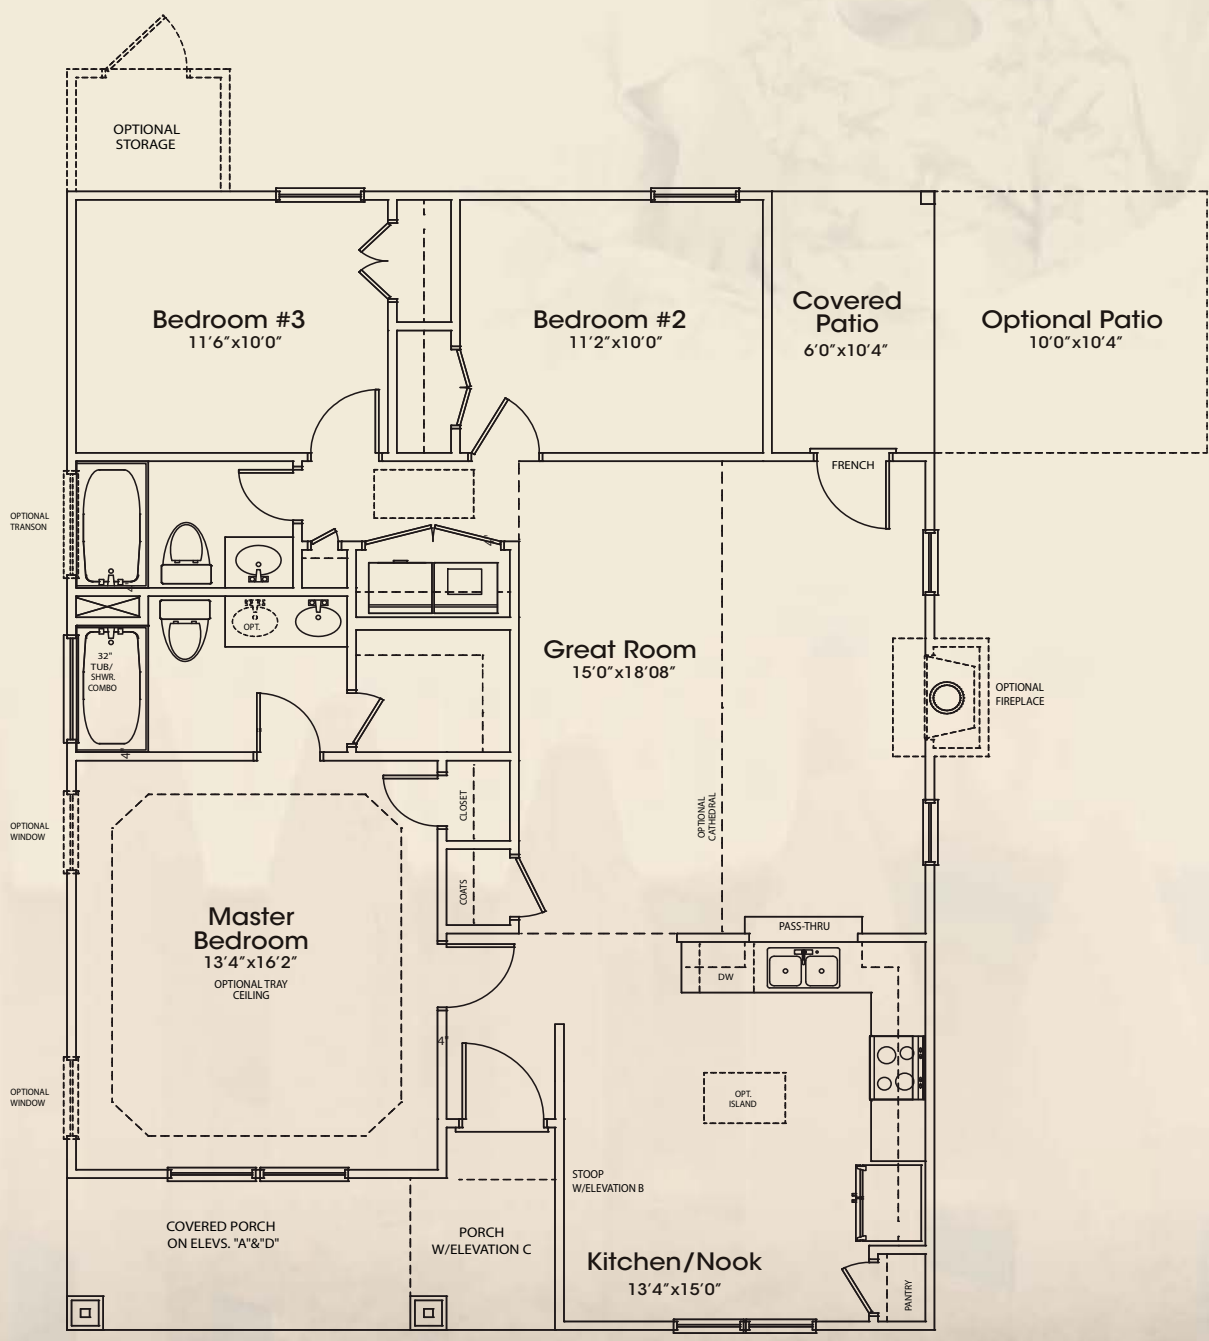 OPTIONAL
STORAGE
Bedroom #3
11'6"x10'0"
Bedroom #2
11'2"x10'0"
Covered
Patio
6'0"x10'4"
Optional Patio
10'0"x10'4"
FRENCH
OPTIONAL
TRANSON
4"
4"
OPT.
32"
TUB/
SHWR.
COMBO
4"
Great Room
15'0"x18'08"
OPTIONAL
FIREPLACE
OPTIONAL
CATHEDRAL
CLOSET
COATS
OPTIONAL
WINDOW
Master
Bedroom
13'4"x16'2"
OPTIONAL TRAY
CEILING
PASS-THRU
DW
4"
OPT.
ISLAND
OPTIONAL
WINDOW
STOOP
W/ELEVATION B
COVERED PORCH
ON ELEVS. "A"&"D"
PORCH
W/ELEVATION C
Kitchen/Nook
13'4"x15'0"
PANTRY